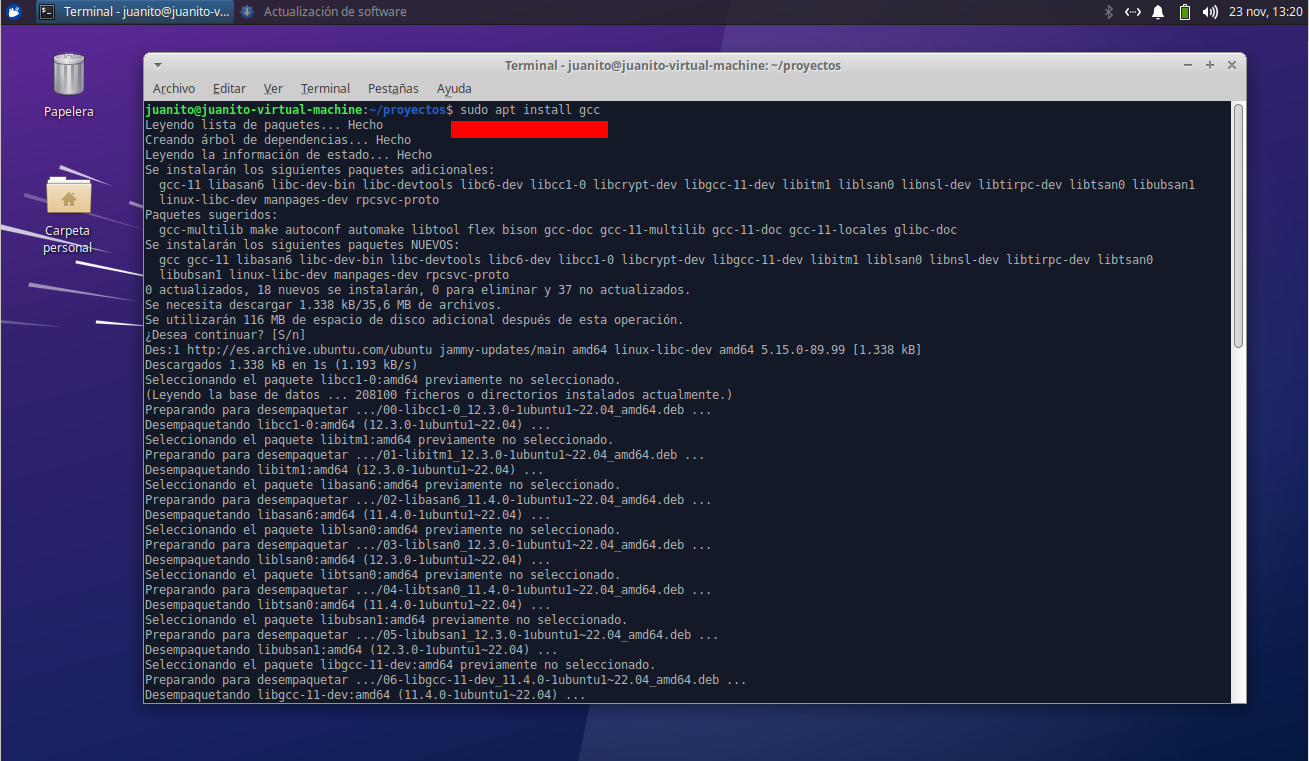 Terminal - juanito@juanito-v... Actualización de software 23 nov, 13:20
Papelera
Carpeta
personal
Terminal - juanito@juanito-virtual-machine: ~/proyectos
Archivo Editar Ver Terminal Pestañas Ayuda
juanito@juanito-virtual-machine:~/proyectos$ sudo apt install gcc
Leyendo lista de paquetes... Hecho
Creando árbol de dependencias... Hecho
Leyendo la información de estado... Hecho
Se instalarán los siguientes paquetes adicionales:
gcc-11 libasan6 libc-dev-bin libc-devtools libc6-dev libcc1-0 libcrypt-dev libgcc-11-dev libitm1 liblsan0 libnsl-dev libtirpc-dev libtsan0 libubsan1
linux-libc-dev manpages-dev rpcsvc-proto
Paquetes sugeridos:
gcc-multilib make autoconf automake libtool flex bison gcc-doc gcc-11-multilib gcc-11-doc gcc-11-locales glibc-doc
Se instalarán los siguientes paquetes NUEVOS:
gcc gcc-11 libasan6 libc-dev-bin libc-devtools libc6-dev libcc1-0 libcrypt-dev libgcc-11-dev libitm1 liblsan0 libnsl-dev libtirpc-dev libtsan0
libubsan1 linux-libc-dev manpages-dev rpcsvc-proto
0 actualizados, 18 nuevos se instalarán, 0 para eliminar y 37 no actualizados.
Se necesita descargar 1.338 kB/35,6 MB de archivos.
Se utilizarán 116 MB de espacio de disco adicional después de esta operación.
¿Desea continuar? [S/n]
Des:1 http://es.archive.ubuntu.com/ubuntu jammy-updates/main amd64 linux-libc-dev amd64 5.15.0-89.99 [1.338 kB]
Descargados 1.338 kB en 1s (1.193 kB/s)
Seleccionando el paquete libcc1-0:amd64 previamente no seleccionado.
(Leyendo la base de datos ... 208100 ficheros o directorios instalados actualmente.)
Preparando para desempaquetar .../00-libcc1-0_12.3.0-1ubuntu1~22.04_amd64.deb ...
Desempaquetando libcc1-0:amd64 (12.3.0-1ubuntu1~22.04) ...
Seleccionando el paquete libitm1:amd64 previamente no seleccionado.
Preparando para desempaquetar .../01-libitm1_12.3.0-1ubuntu1~22.04_amd64.deb ...
Desempaquetando libitm1:amd64 (12.3.0-1ubuntu1~22.04) ...
Seleccionando el paquete libasan6:amd64 previamente no seleccionado.
Preparando para desempaquetar .../02-libasan6_11.4.0-1ubuntu1~22.04_amd64.deb ...
Desempaquetando libasan6:amd64 (11.4.0-1ubuntu1~22.04) ...
Seleccionando el paquete liblsan0:amd64 previamente no seleccionado.
Preparando para desempaquetar .../03-liblsan0_12.3.0-1ubuntu1~22.04_amd64.deb ...
Desempaquetando liblsan0:amd64 (12.3.0-1ubuntu1~22.04) ...
Seleccionando el paquete libtsan0:amd64 previamente no seleccionado.
Preparando para desempaquetar .../04-libtsan0_11.4.0-1ubuntu1~22.04_amd64.deb ...
Desempaquetando libtsan0:amd64 (11.4.0-1ubuntu1~22.04) ...
Seleccionando el paquete libubsan1:amd64 previamente no seleccionado.
Preparando para desempaquetar .../05-libubsan1_12.3.0-1ubuntu1~22.04_amd64.deb ...
Desempaquetando libubsan1:amd64 (12.3.0-1ubuntu1~22.04) ...
Seleccionando el paquete libgcc-11-dev:amd64 previamente no seleccionado.
Preparando para desempaquetar .../06-libgcc-11-dev_11.4.0-1ubuntu1~22.04_amd64.deb ...
Desempaquetando libgcc-11-dev:amd64 (11.4.0-1ubuntu1~22.04) ...